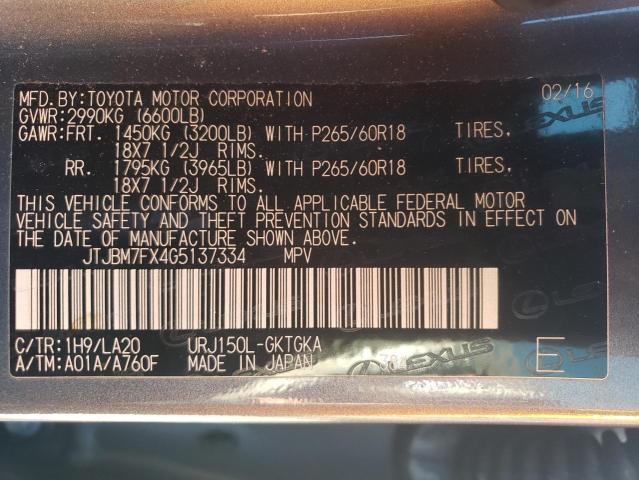 02/16
MFD.BY:TOYOTA MOTOR CORPORATION
GVWR:2990KG (6600LB)
GAWR:FRT. 1450KG (3200LB) WITH P265/60R18 TIRES,
18X7 1/2J RIMS.
RR. 1795KG (3965LB) WITH P265/60R18 TIRES,
18X7 1/2J RIMS.
THIS VEHICLE CONFORMS TO ALL APPLICABLE FEDERAL MOTOR
VEHICLE SAFETY AND THEFT PREVENTION STANDARDS IN EFFECT ON
THE DATE OF MANUFACTURE SHOWN ABOVE.
JTJBM7FX4G5137334 MPV
C/TR:1H9/LA20 URJ150L-GKTGKA
A/TM:A01A/A760F MADE IN JAPAN
LEXUS
E